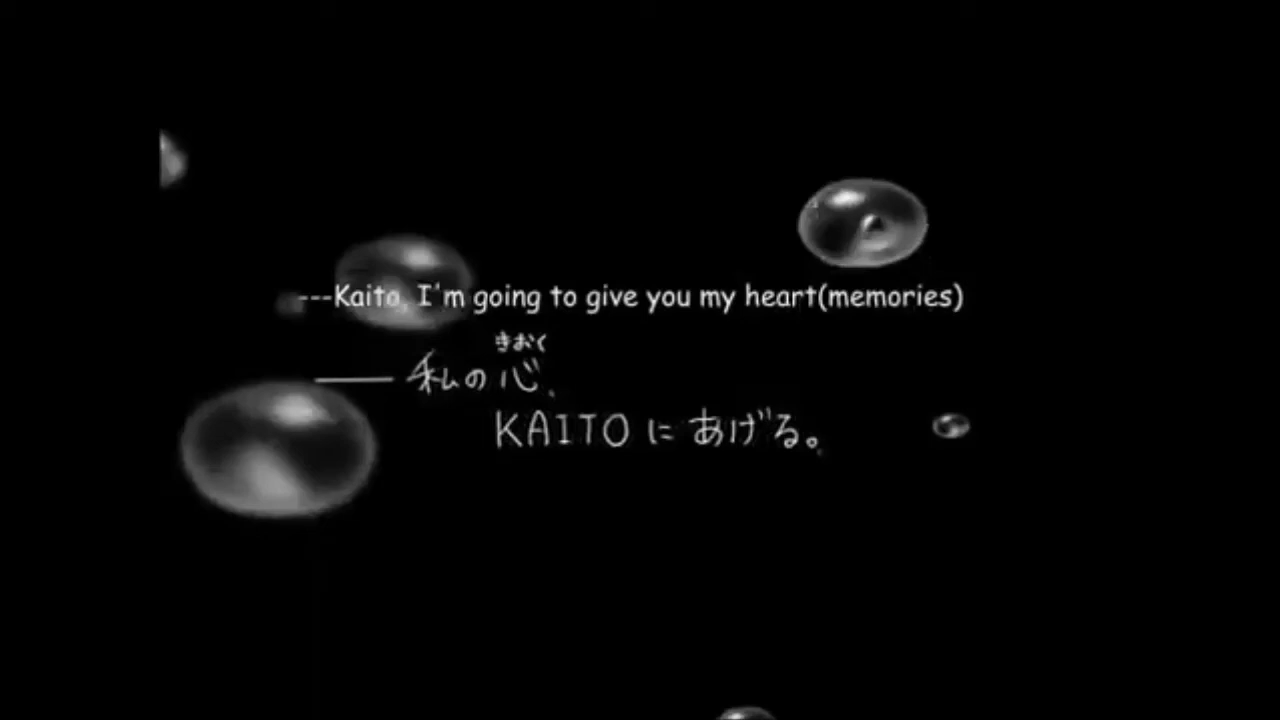 ---Kaito, I'm going to give you my heart(memories)
きおく
——私の心、
KAITOにあげる。